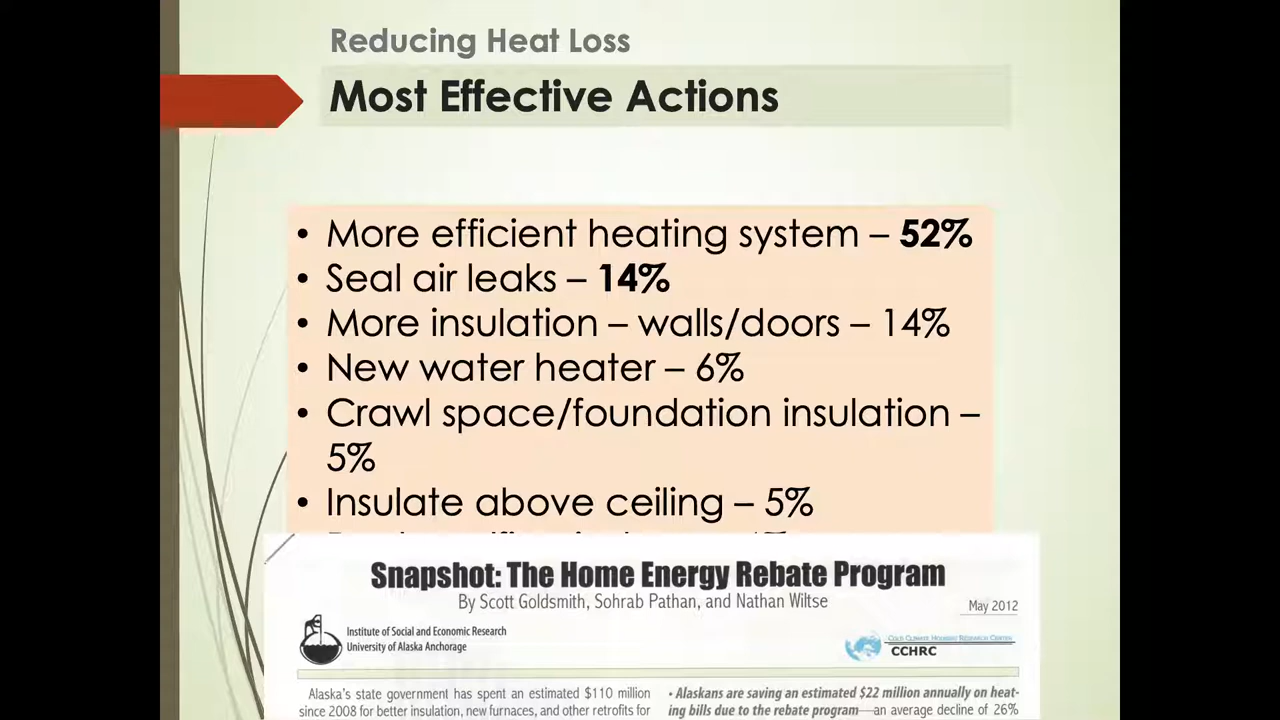 Reducing Heat Loss
Most Effective Actions
• More efficient heating system – 52%
• Seal air leaks – 14%
• More insulation – walls/doors – 14%
• New water heater – 6%
• Crawl space/foundation insulation –
5%
• Insulate above ceiling – 5%
Snapshot: The Home Energy Rebate Program
By Scott Goldsmith, Sohrab Pathan, and Nathan Wiltse
May 2012
Institute of Social and Economic Research
University of Alaska Anchorage
COLD CLIMATE HOUSING RESEARCH CENTER
CCHRC
Alaska's state government has spent an estimated $110 million
since 2008 for better insulation, new furnaces, and other retrofits for
• Alaskans are saving an estimated $22 million annually on heat-
ing bills due to the rebate program—an average decline of 26%